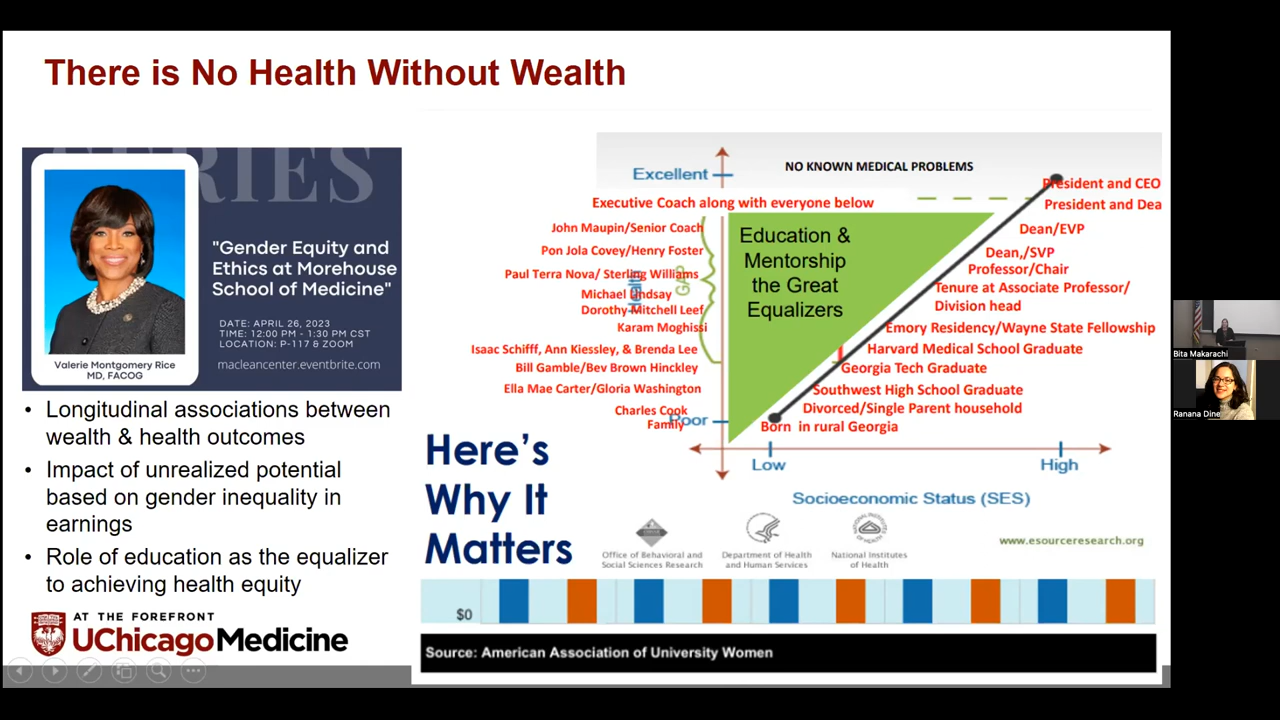 There is No Health Without Wealth
SERIES
"Gender Equity and
Ethics at Morehouse
School of Medicine"
DATE: APRIL 26, 2023
TIME: 12:00 PM - 1:30 PM CST
LOCATION: P-117 & ZOOM
Valerie Montgomery Rice
MD, FACOG
macleancenter.eventbrite.com
• Longitudinal associations between
wealth & health outcomes
• Impact of unrealized potential
based on gender inequality in
earnings
• Role of education as the equalizer
to achieving health equity
AT THE FOREFRONT
UChicago Medicine
Excellent
NO KNOWN MEDICAL PROBLEMS
Executive Coach along with everyone below
John Maupin/Senior Coach
Pon Jola Covey/Henry Foster
Paul Terra Nova/ Sterling Williams
Michael Lindsay
Dorothy Mitchell Leef
Karam Moghissi
Isaac Schifff, Ann Kiessley, & Brenda Lee
Bill Gamble/Bev Brown Hinckley
Ella Mae Carter/Gloria Washington
Charles Cook
Family
Health
GAP
Poor
Education &
Mentorship
the Great
Equalizers
President and CEO
President and Dea
Dean/EVP
Dean,/SVP
Professor/Chair
Tenure at Associate Professor/
Division head
Emory Residency/Wayne State Fellowship
Harvard Medical School Graduate
Georgia Tech Graduate
Southwest High School Graduate
Divorced/Single Parent household
Born in rural Georgia
Low
High
Socioeconomic Status (SES)
Here's
Why It
Matters
Office of Behavioral and
Social Sciences Research
Department of Health
and Human Services
National Institutes
of Health
www.esourceresearch.org
$0
Source: American Association of University Women
Bita Makarachi
Ranana Dine